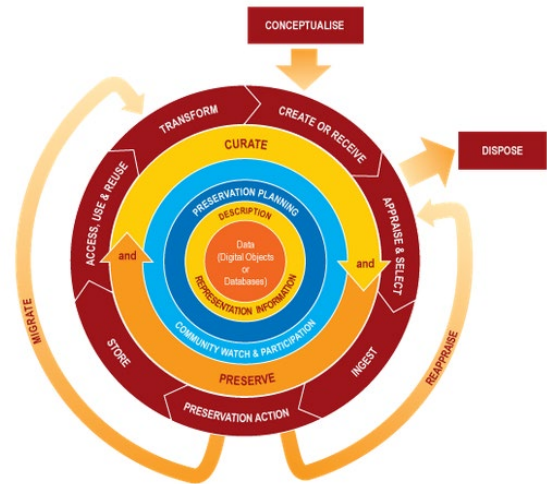 CONCEPTUALISE
DISPOSE
TRANSFORM
CREATE OR RECEIVE
APPRAISE & SELECT
INGEST
PRESERVATION ACTION
STORE
ACCESS, USE & REUSE
MIGRATE
REAPPRAISE
CURATE
and
PRESERVE
and
COMMUNITY WATCH & PARTICIPATION
PRESERVATION PLANNING
DESCRIPTION
REPRESENTATION INFORMATION
Data
(Digital Objects
or
Databases)